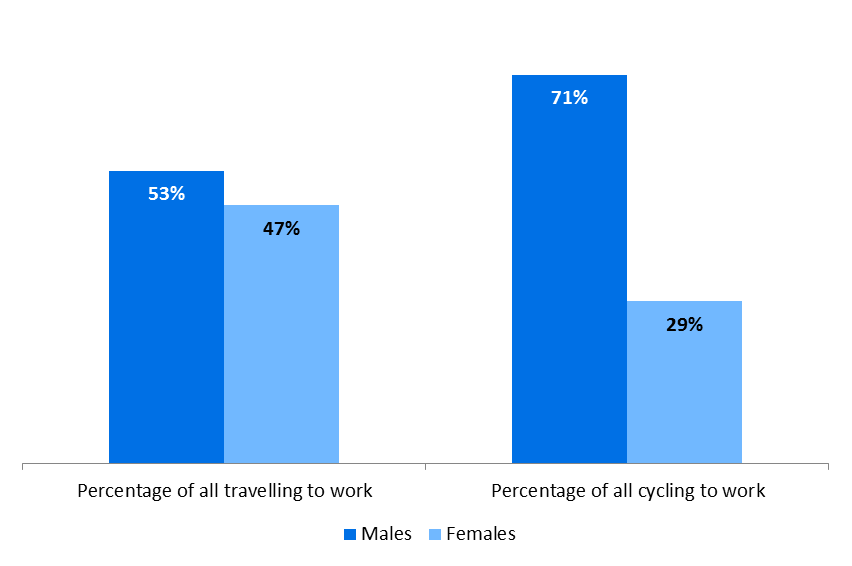 71%
53%
47%
29%
Percentage of all travelling to work
Percentage of all cycling to work
Males
Females